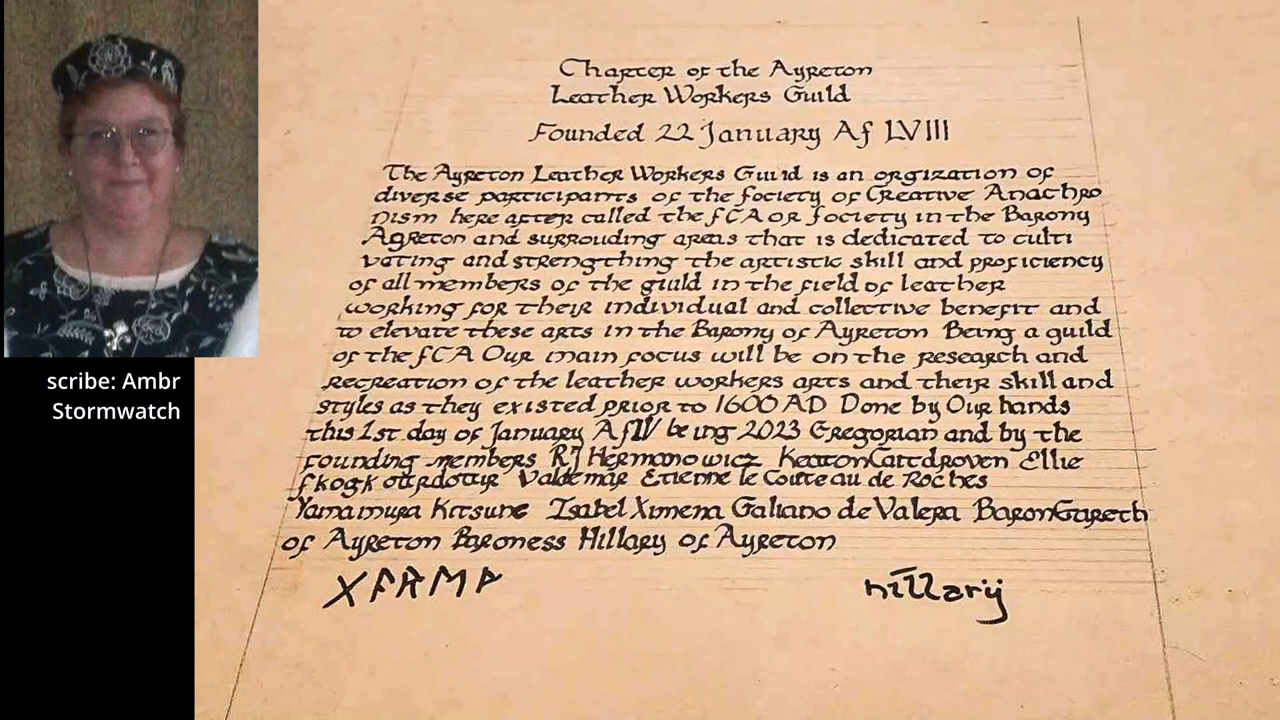 scribe: Ambr
Stormwatch
Charter of the Ayreton
Leather Workers Guild
Founded 22 January AS LVIII
The Ayreton Leather Workers Guild is an orgization of
diverse participants of the Society of Creative Anachro
nism here after called the SCA or Society in the Barony
Ayreton and surrouding areas that is dedicated to culti
vating and strengthing the artistic skill and proficiency
of all members of the giuld in the field of leather
working for their individual and collective benefit and
to elevate these arts in the Barony of Ayreton Being a guild
of the SCA Our main focus will be on the research and
recreation of the leather workers arts and their skill and
styles as they existed prior to 1600 AD Done by Our hands
this 1st day of January being 2023 Gregorian and by the
founding members RJ Hermanowicz Keaton Ellie
Valdemar Etienne le Couteau de Roches
Yamamura Kitsune Isabel Ximena Galiano de Valera Baron Gareth
of Ayreton Baroness Hillary of Ayreton
hillary